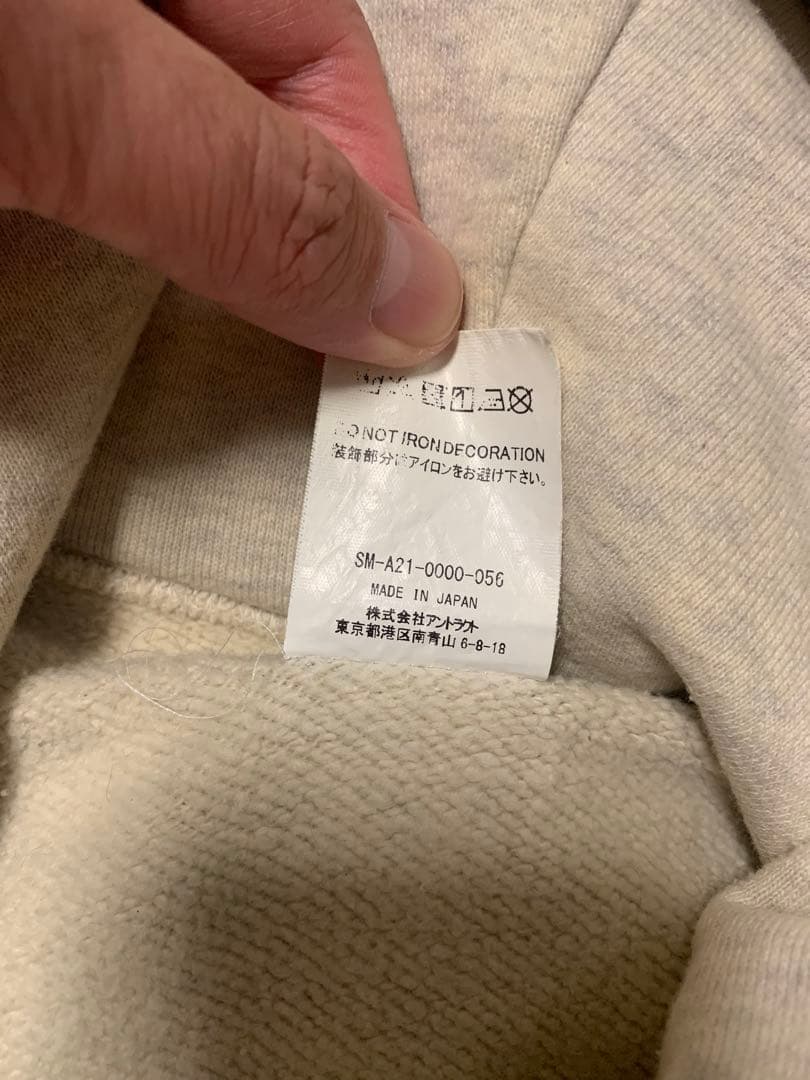 DO NOT IRON DECORATION
装飾部分はアイロンをお避け下さい。
SM-A21-0000-056
MADE IN JAPAN
株式会社アントラクト
東京都港区南青山 6-8-18